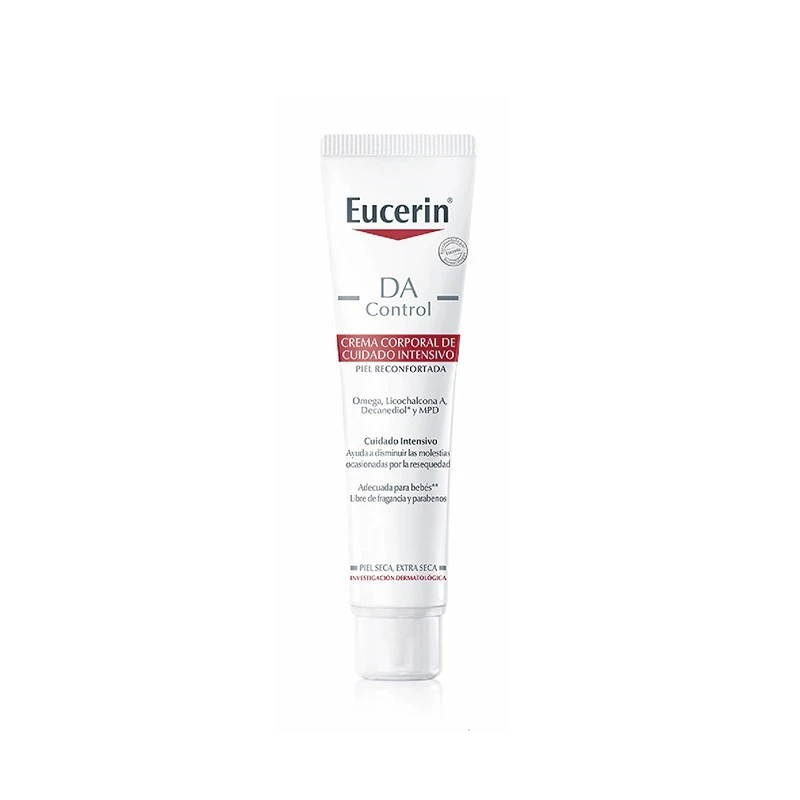 Eucerin®
Eucerin
DA
Control
CREMA CORPORAL DE
CUIDADO INTENSIVO
PIEL RECONFORTADA
Omega, Licochalcona A,
Decanediol* y MPD
Cuidado Intensivo
Ayuda a disminuir las molestias
ocasionadas por la resequedad
Adecuada para bebés**
Libre de fragancia y parabenos
PIEL SECA, EXTRA SECA
INVESTIGACIÓN DERMATOLÓGICA